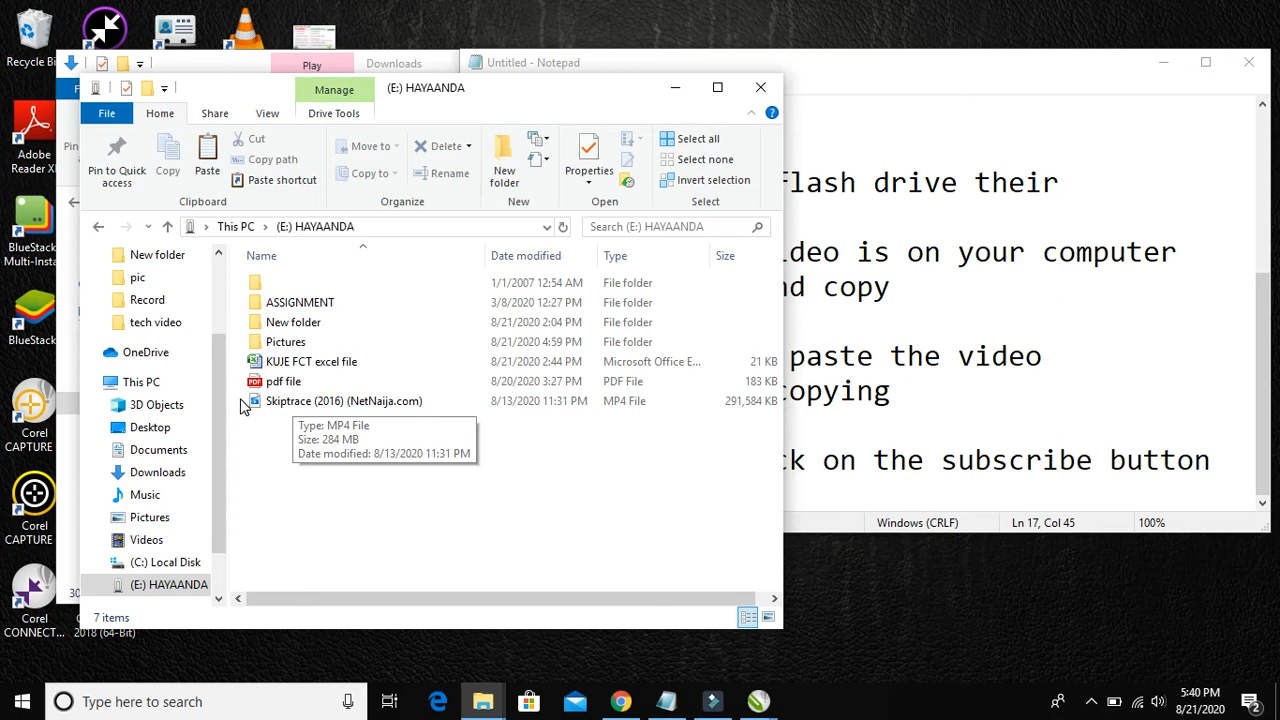 Recycle Bin
Play
Downloads
Untitled - Notepad
Manage
(E:) HAYAANDA
File
Home
Share
View
Drive Tools
Pin to Quick access
Copy
Paste
Cut
Copy path
Paste shortcut
Move to
Copy to
Delete
Rename
New folder
Properties
Select all
Select none
Invert selection
Clipboard
Organize
New
Open
Select
This PC
(E:) HAYAANDA
Search (E:) HAYAANDA
Name
Date modified
Type
Size
1/1/2007 12:54 AM File folder
ASSIGNMENT 3/8/2020 12:27 PM File folder
New folder 8/21/2020 2:04 PM File folder
Pictures 8/21/2020 4:59 PM File folder
KUJE FCT excel file 8/21/2020 2:44 PM Microsoft Office E... 21 KB
pdf file 8/20/2020 3:27 PM PDF File 183 KB
Skiptrace (2016) (NetNaija.com) 8/13/2020 11:31 PM MP4 File 291,584 KB
Type: MP4 File
Size: 284 MB
Date modified: 8/13/2020 11:31 PM
New folder
pic
Record
tech video
OneDrive
This PC
3D Objects
Desktop
Documents
Downloads
Music
Pictures
Videos
(C:) Local Disk
(E:) HAYAANDA
7 items
flash drive their
video is on your computer
nd copy
paste the video
copying
ck on the subscribe button
Windows (CRLF)
Ln 17, Col 45
100%
Adobe
Reader XI
BlueStacks
Multi-Inst
BlueStack
Corel
CAPTURE
Corel
CAPTURE
Corel
CONNECT...
2018 (64-Bit)
30
Type here to search
5:40 PM
8/21/2020
2